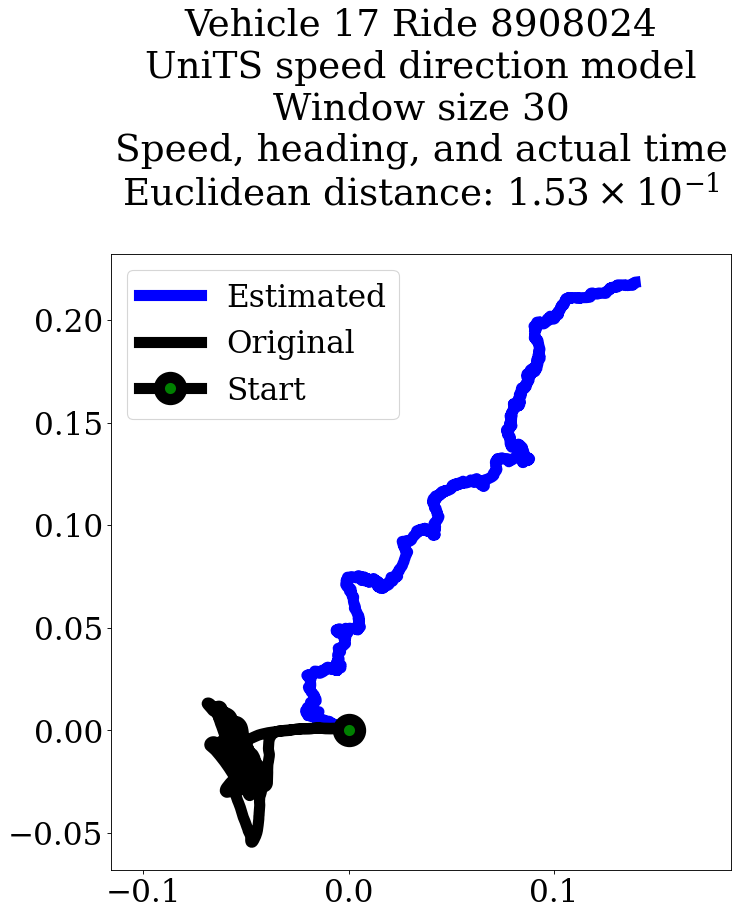 Vehicle 17 Ride 8908024
UniTS speed direction model
Window size 30
Speed, heading, and actual time
Euclidean distance: 1.53 × 10⁻¹
Estimated
Original
Start
0.20
0.15
0.10
0.05
0.00
−0.05
−0.1 0.0 0.1